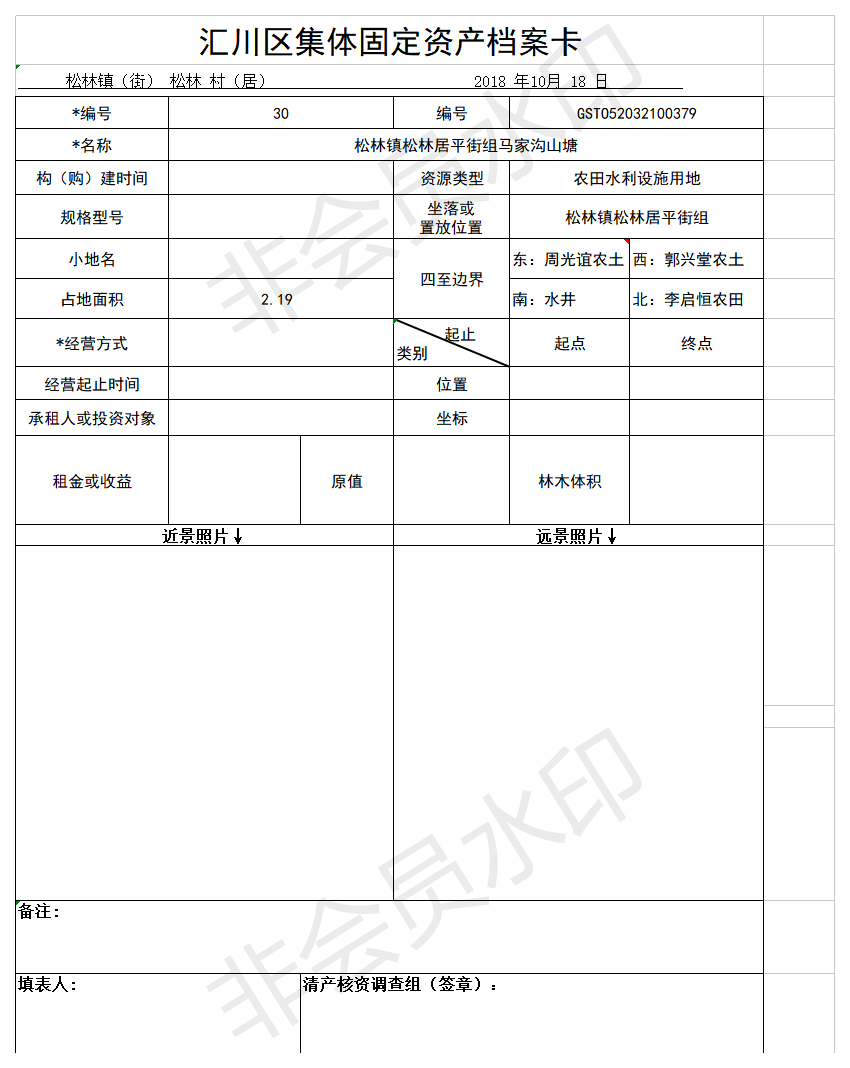 汇川区集体固定资产档案卡
松林镇（街） 松林 村（居） 2018 年10月 18 日
*编号 30 编号 GST052032100379
*名称 松林镇松林居平街组马家沟山塘
构（购）建时间 资源类型 农田水利设施用地
规格型号 坐落或 松林镇松林居平街组
置放位置
小地名 四至边界 东：周光谊农土 西：郭兴堂农土
占地面积 2.19 南：水井 北：李启恒农田
*经营方式 起止 起点 终点
类别
经营起止时间 位置
承租人或投资对象 坐标
租金或收益 原值 林木体积
近景照片↓ 远景照片↓
备注：
填表人： 清产核资调查组（签章）：
非会员水印
非会员水印